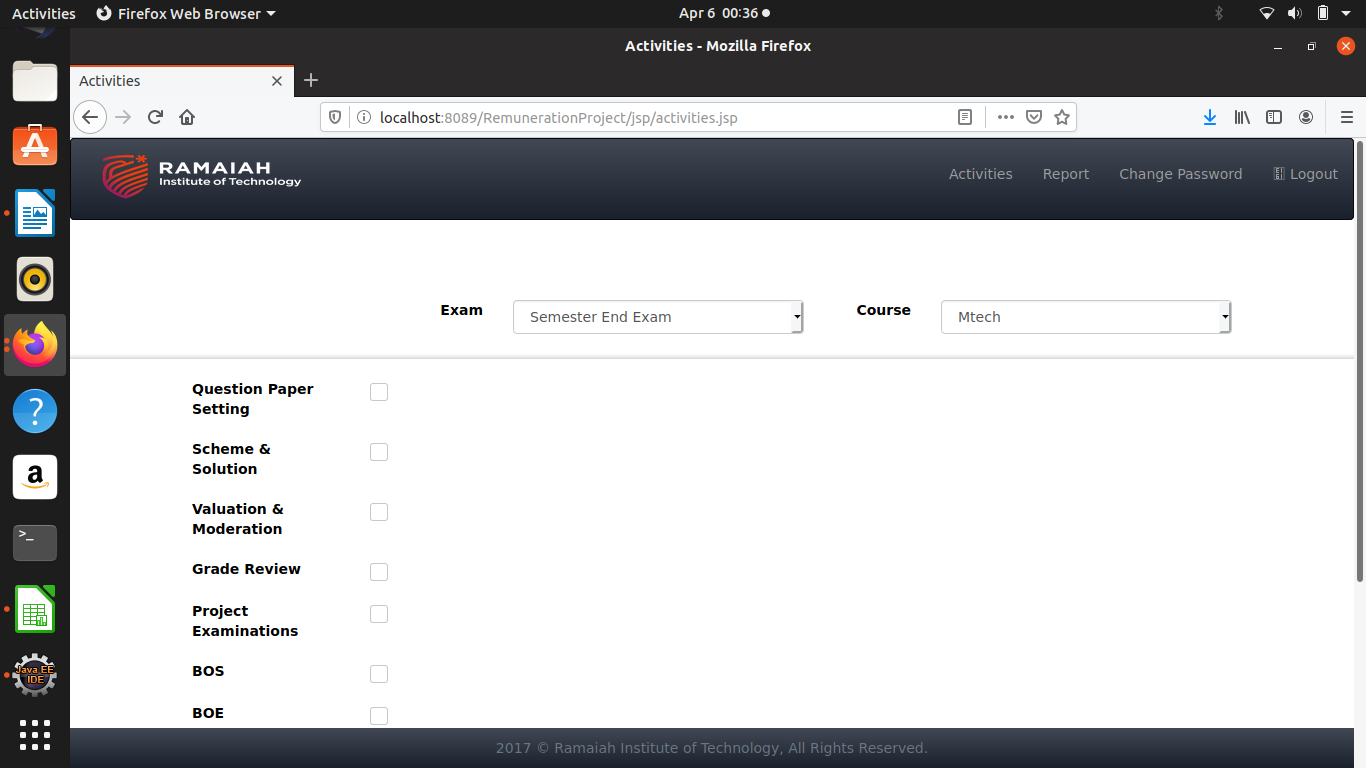 Activities
Firefox Web Browser
Apr 6 00:36
Activities - Mozilla Firefox
Activities
localhost:8089/RemunerationProject/jsp/activities.jsp
RAMAIAH
Institute of Technology
Activities
Report
Change Password
Logout
Exam
Semester End Exam
Course
Mtech
Question Paper
Setting
Scheme &
Solution
Valuation &
Moderation
Grade Review
Project
Examinations
BOS
BOE
a
>_
Java EE
IDE
2017 © Ramaiah Institute of Technology, All Rights Reserved.